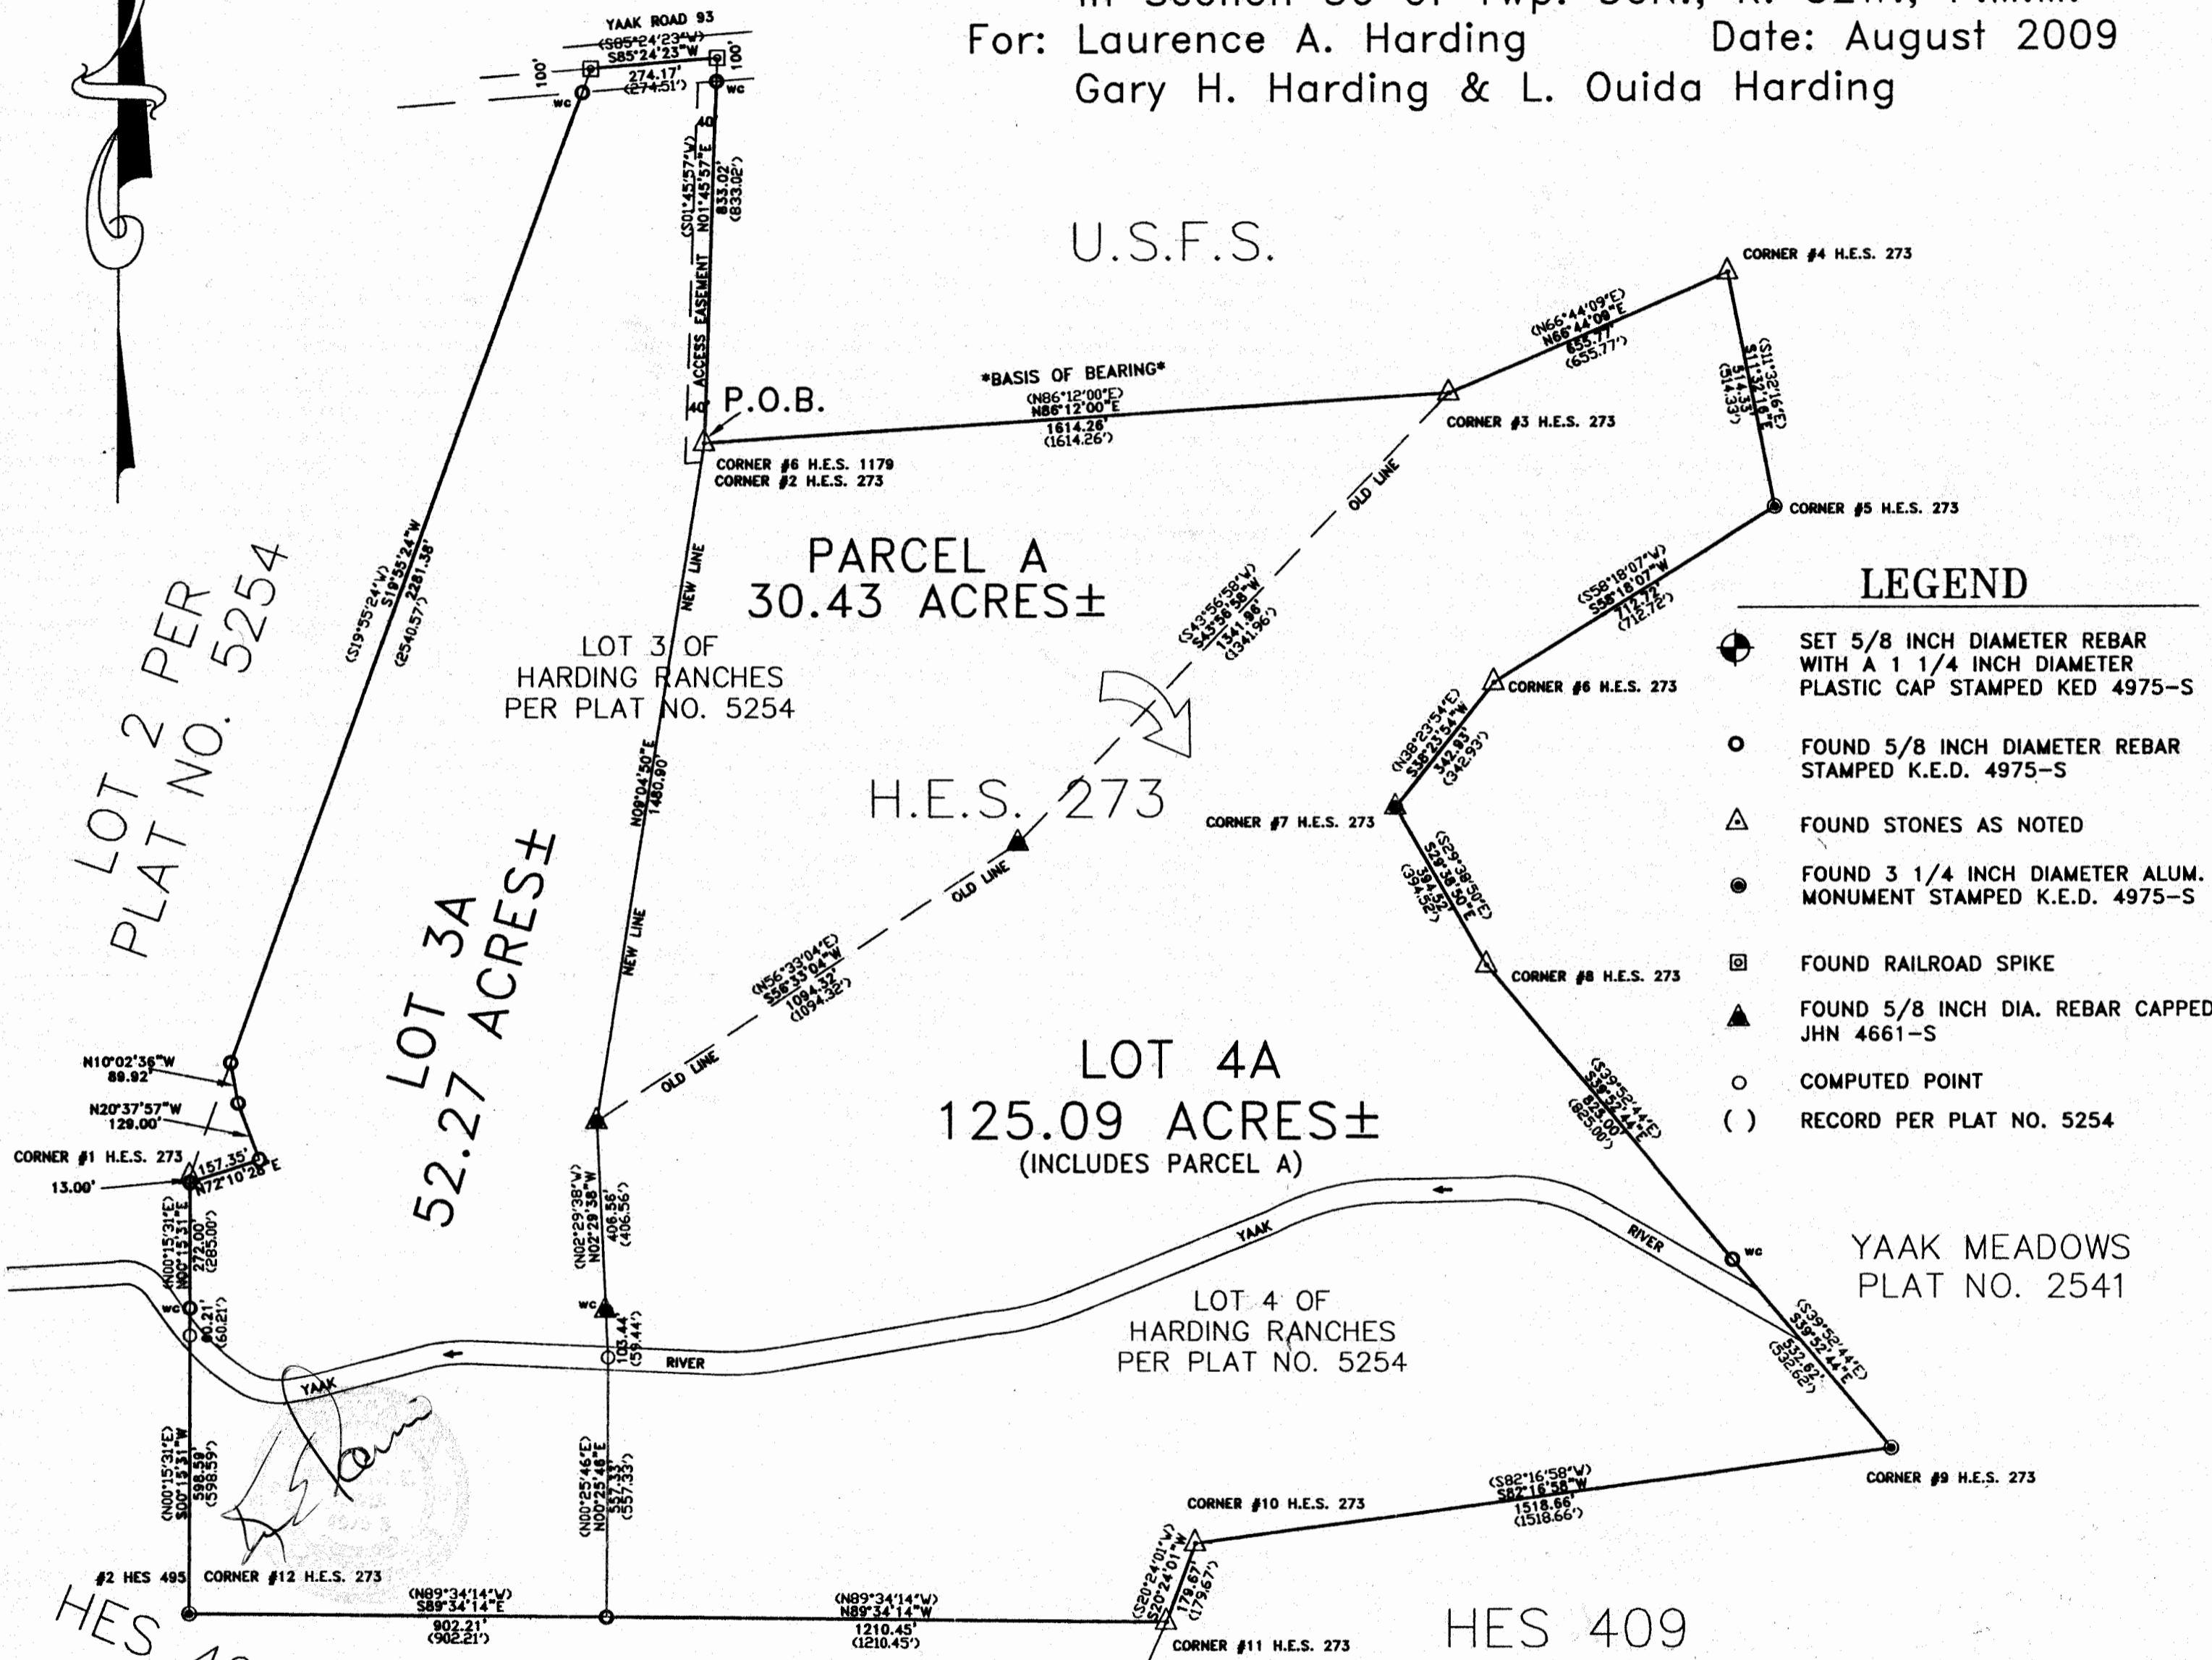 For: Laurence A. Harding Date: August 2009
Gary H. Harding & L. Ouida Harding
YAAK ROAD 93
(S85°24'23"W)
S85°24'23"W
274.17'
(274.51')
100'
100'
WC
WC
40'
(S01°45'57"W)
ACCESS EASEMENT N01°45'57"E
833.02'
(833.02')
40'
P.O.B.
U.S.F.S.
*BASIS OF BEARING*
(N86°12'00"E)
N86°12'00"E
1614.26'
(1614.26')
CORNER #6 H.E.S. 1179
CORNER #2 H.E.S. 273
CORNER #3 H.E.S. 273
(N66°44'09"E)
N66°44'09"E
655.77'
(655.77')
CORNER #4 H.E.S. 273
(S11°32'16"E)
S11°32'16"E
514.33'
(514.33')
CORNER #5 H.E.S. 273
(S58°18'07"W)
S58°18'07"W
712.72'
(712.72')
CORNER #6 H.E.S. 273
(N38°23'54"E)
S38°23'54"W
342.93'
(342.93')
CORNER #7 H.E.S. 273
(S29°38'50"E)
S29°38'50"E
394.52'
(394.52')
CORNER #8 H.E.S. 273
(S39°52'44"E)
S39°52'44"E
825.00'
(825.00')
WC
(S39°52'44"E)
S39°52'44"E
532.62'
(532.62')
CORNER #9 H.E.S. 273
(S82°16'58"W)
S82°16'58"W
1518.66'
(1518.66')
CORNER #10 H.E.S. 273
(S20°24'01"W)
S20°24'01"W
179.67'
(179.67')
CORNER #11 H.E.S. 273
(N89°34'14"W)
N89°34'14"W
1210.45'
(1210.45')
(N89°34'14"W)
S89°34'14"E
902.21'
(902.21')
#2 HES 495
CORNER #12 H.E.S. 273
(N00°15'31"E)
S00°15'31"W
598.59'
(598.59')
60.21'
(60.21')
WC
(N00°15'31"E)
N00°15'31"E
272.00'
(285.00')
13.00'
CORNER #1 H.E.S. 273
157.35'
N72°10'28"E
N20°37'57"W
129.00'
N10°02'36"W
89.92'
(S19°55'24"W)
S19°55'24"W
2281.38'
(2540.57')
LOT 2 PER
PLAT NO. 5254
LOT 3A
52.27 ACRES±
LOT 3 OF
HARDING RANCHES
PER PLAT NO. 5254
PARCEL A
30.43 ACRES±
NEW LINE
N09°04'50"E
1480.90'
NEW LINE
OLD LINE
(S43°56'58"W)
S43°56'58"W
1341.96'
(1341.96')
H.E.S. 273
OLD LINE
(N56°33'04"E)
S56°33'04"W
1094.32'
(1094.32')
OLD LINE
(N02°29'38"W)
N02°29'38"W
406.56'
(406.56')
WC
103.44'
(59.44')
(N00°25'46"E)
N00°25'46"E
557.33'
(557.33')
LOT 4A
125.09 ACRES±
(INCLUDES PARCEL A)
YAAK
RIVER
YAAK
RIVER
LOT 4 OF
HARDING RANCHES
PER PLAT NO. 5254
YAAK MEADOWS
PLAT NO. 2541
HES 409
HES
LEGEND
SET 5/8 INCH DIAMETER REBAR
WITH A 1 1/4 INCH DIAMETER
PLASTIC CAP STAMPED KED 4975-S
FOUND 5/8 INCH DIAMETER REBAR
STAMPED K.E.D. 4975-S
FOUND STONES AS NOTED
FOUND 3 1/4 INCH DIAMETER ALUM.
MONUMENT STAMPED K.E.D. 4975-S
FOUND RAILROAD SPIKE
FOUND 5/8 INCH DIA. REBAR CAPPED
JHN 4661-S
COMPUTED POINT
( ) RECORD PER PLAT NO. 5254